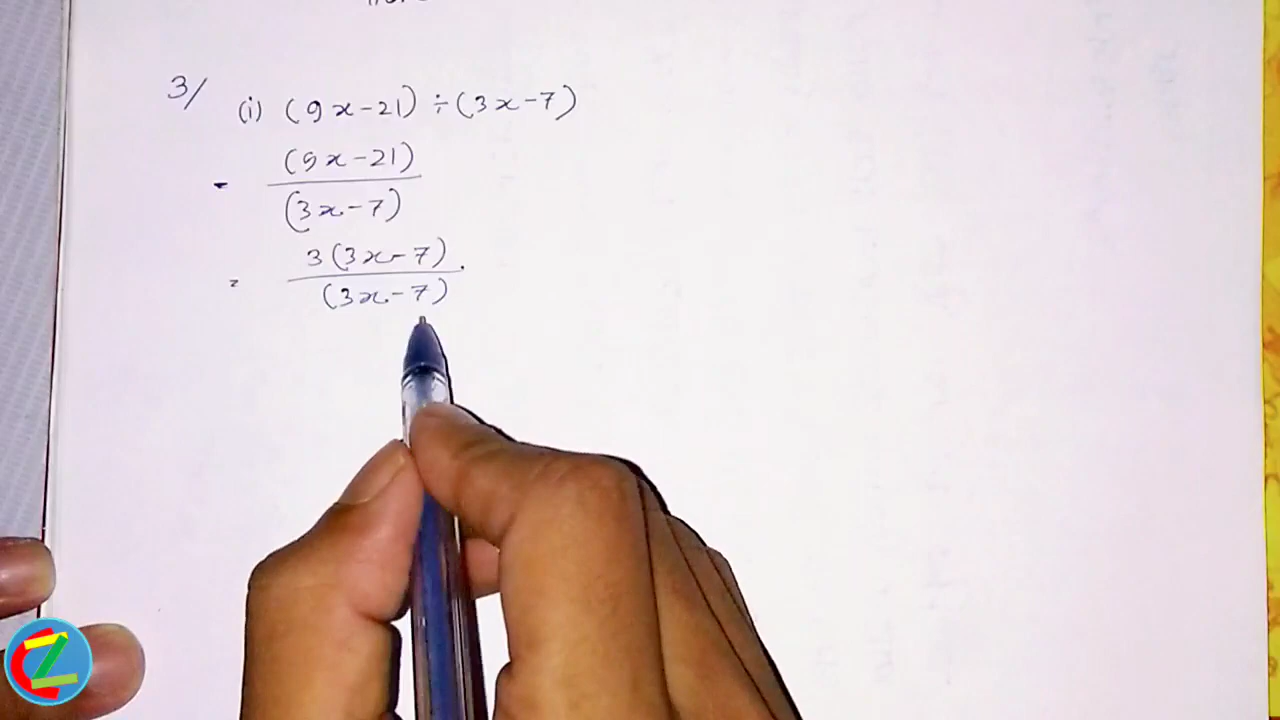 3/ (i) (9x-21) ÷ (3x-7)
= (9x-21)
(3x-7)
= 3(3x-7)
(3x-7)